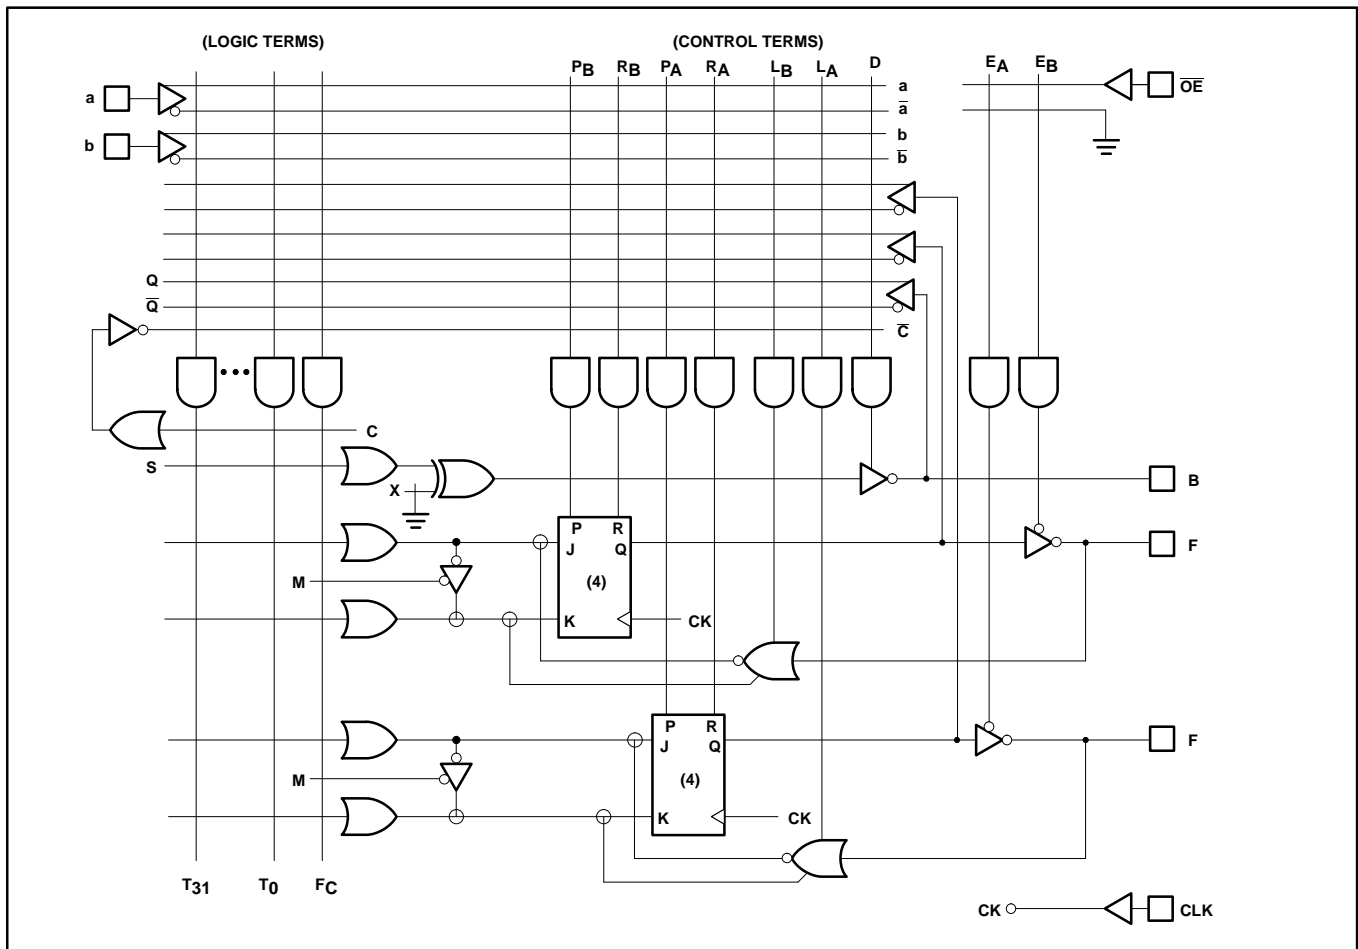 (LOGIC TERMS) (CONTROL TERMS)
PB RB PA RA LB LA D EA EB
a a OE
a̅
b b
b̅
Q
Q̅
C̅
C
S
X B
P R
J Q F
M (4)
K CK
P R
J Q F
M (4)
K CK
T31 T0 FC
CK CLK